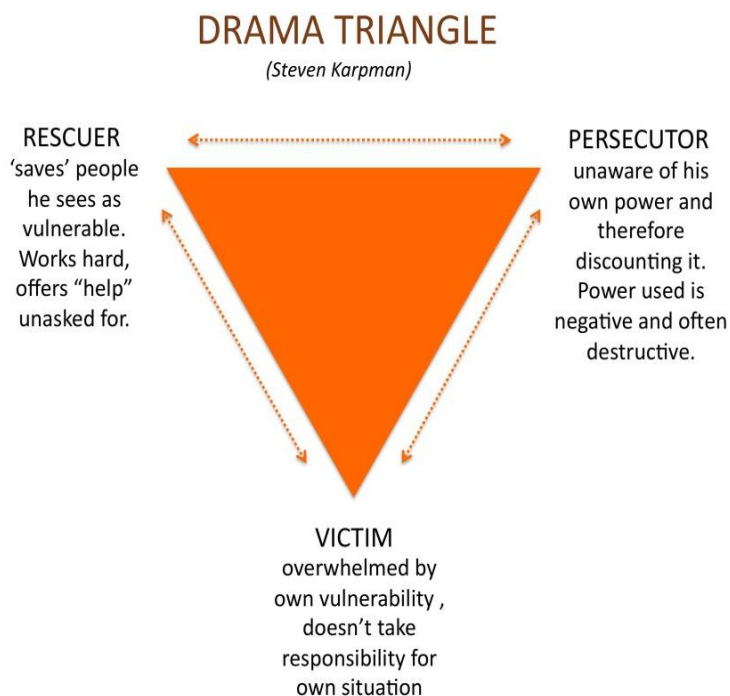 DRAMA TRIANGLE
(Steven Karpman)
RESCUER
‘saves’ people
he sees as
vulnerable.
Works hard,
offers “help”
unasked for.
PERSECUTOR
unaware of his
own power and
therefore
discounting it.
Power used is
negative and often
destructive.
VICTIM
overwhelmed by
own vulnerability ,
doesn’t take
responsibility for
own situation